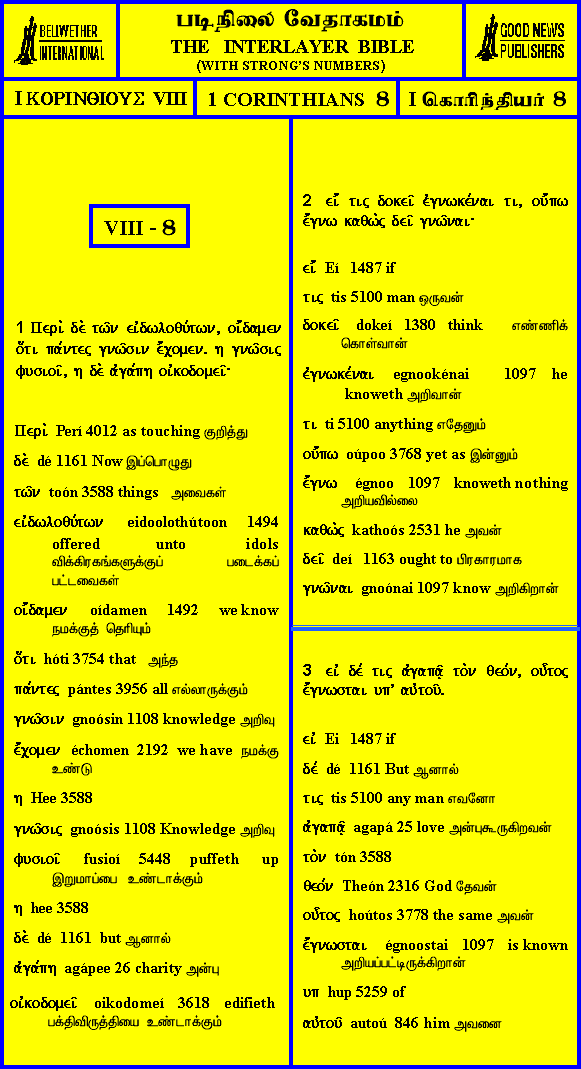 BELLWETHER
INTERNATIONAL
படிநிலை வேதாகமம்
THE INTERLAYER BIBLE
(WITH STRONG'S NUMBERS)
GOOD NEWS
PUBLISHERS
I ΚΟΡΙΝΘΙΟΥΣ VIII
1 CORINTHIANS 8
I கொரிந்தியர் 8
VIII - 8
1 Περὶ δὲ τῶν εἰδωλοθύτων, οἴδαμεν
ὅτι πάντες γνῶσιν ἔχομεν. η γνῶσις
φυσιοῖ, η δὲ ἀγάπη οἰκοδομεῖ·
Περὶ Perí 4012 as touching குறித்து
δὲ dé 1161 Now இப்பொழுது
τῶν toón 3588 things அவைகள்
εἰδωλοθύτων eidoolothútoon 1494
offered unto idols
விக்கிரகங்களுக்குப் படைக்கப்
பட்டவைகள்
οἴδαμεν oídamen 1492 we know
நமக்குத் தெரியும்
ὅτι hóti 3754 that அந்த
πάντες pántes 3956 all எல்லாருக்கும்
γνῶσιν gnoósin 1108 knowledge அறிவு
ἔχομεν échomen 2192 we have நமக்கு
உண்டு
η Hee 3588
γνῶσις gnoósis 1108 Knowledge அறிவு
φυσιοῖ fusioí 5448 puffeth up
இறுமாப்பை உண்டாக்கும்
η hee 3588
δὲ dé 1161 but ஆனால்
ἀγάπη agápee 26 charity அன்பு
οἰκοδομεῖ oikodomeí 3618 edifieth
பக்திவிருத்தியை உண்டாக்கும்
2 εἴ τις δοκεῖ ἐγνωκέναι τι, οὔπω
ἔγνω καθὼς δεῖ γνῶναι·
εἴ Eí 1487 if
τις tis 5100 man ஒருவன்
δοκεῖ dokeí 1380 think எண்ணிக்
கொள்வான்
ἐγνωκέναι egnookénai 1097 he
knoweth அறிவான்
τι ti 5100 anything எதேனும்
οὔπω oúpoo 3768 yet as இன்னும்
ἔγνω égnoo 1097 knoweth nothing
அறியவில்லை
καθὼς kathoós 2531 he அவன்
δεῖ deí 1163 ought to பிரகாரமாக
γνῶναι gnoónai 1097 know அறிகிறான்
3 εἰ δέ τις ἀγαπᾷ τὸν θεόν, οὗτος
ἔγνωσται υπ' αὐτοῦ.
εἰ Ei 1487 if
δέ dé 1161 But ஆனால்
τις tis 5100 any man எவனோ
ἀγαπᾷ agapá 25 love அன்புகூருகிறவன்
τὸν tón 3588
θεόν Theón 2316 God தேவன்
οὗτος hoútos 3778 the same அவன்
ἔγνωσται égnoostai 1097 is known
அறியப்பட்டிருக்கிறான்
υπ hup 5259 of
αὐτοῦ autoú 846 him அவனை